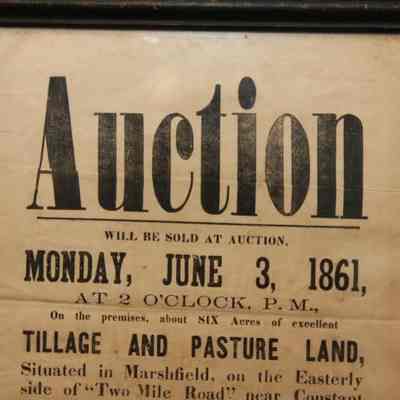 Auction
WILL BE SOLD AT AUCTION,
MONDAY, JUNE 3, 1861,
AT 2 O'CLOCK, P. M.,
On the premises, about SIX Acres of excellent
TILLAGE AND PASTURE LAND,
Situated in Marshfield, on the Easterly
side of "Two Mile Road" near Constant